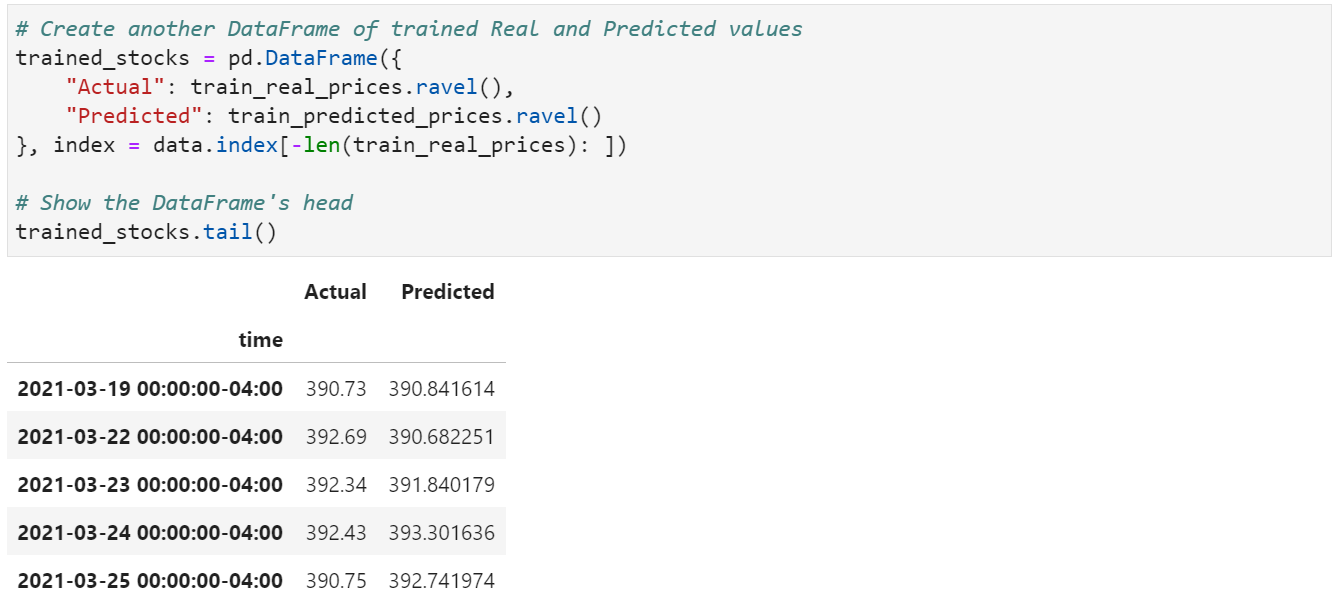 # Create another DataFrame of trained Real and Predicted values
trained_stocks = pd.DataFrame({
    "Actual": train_real_prices.ravel(),
    "Predicted": train_predicted_prices.ravel()
}, index = data.index[-len(train_real_prices): ])

# Show the DataFrame's head
trained_stocks.tail()

Actual Predicted
time
2021-03-19 00:00:00-04:00 390.73 390.841614
2021-03-22 00:00:00-04:00 392.69 390.682251
2021-03-23 00:00:00-04:00 392.34 391.840179
2021-03-24 00:00:00-04:00 392.43 393.301636
2021-03-25 00:00:00-04:00 390.75 392.741974